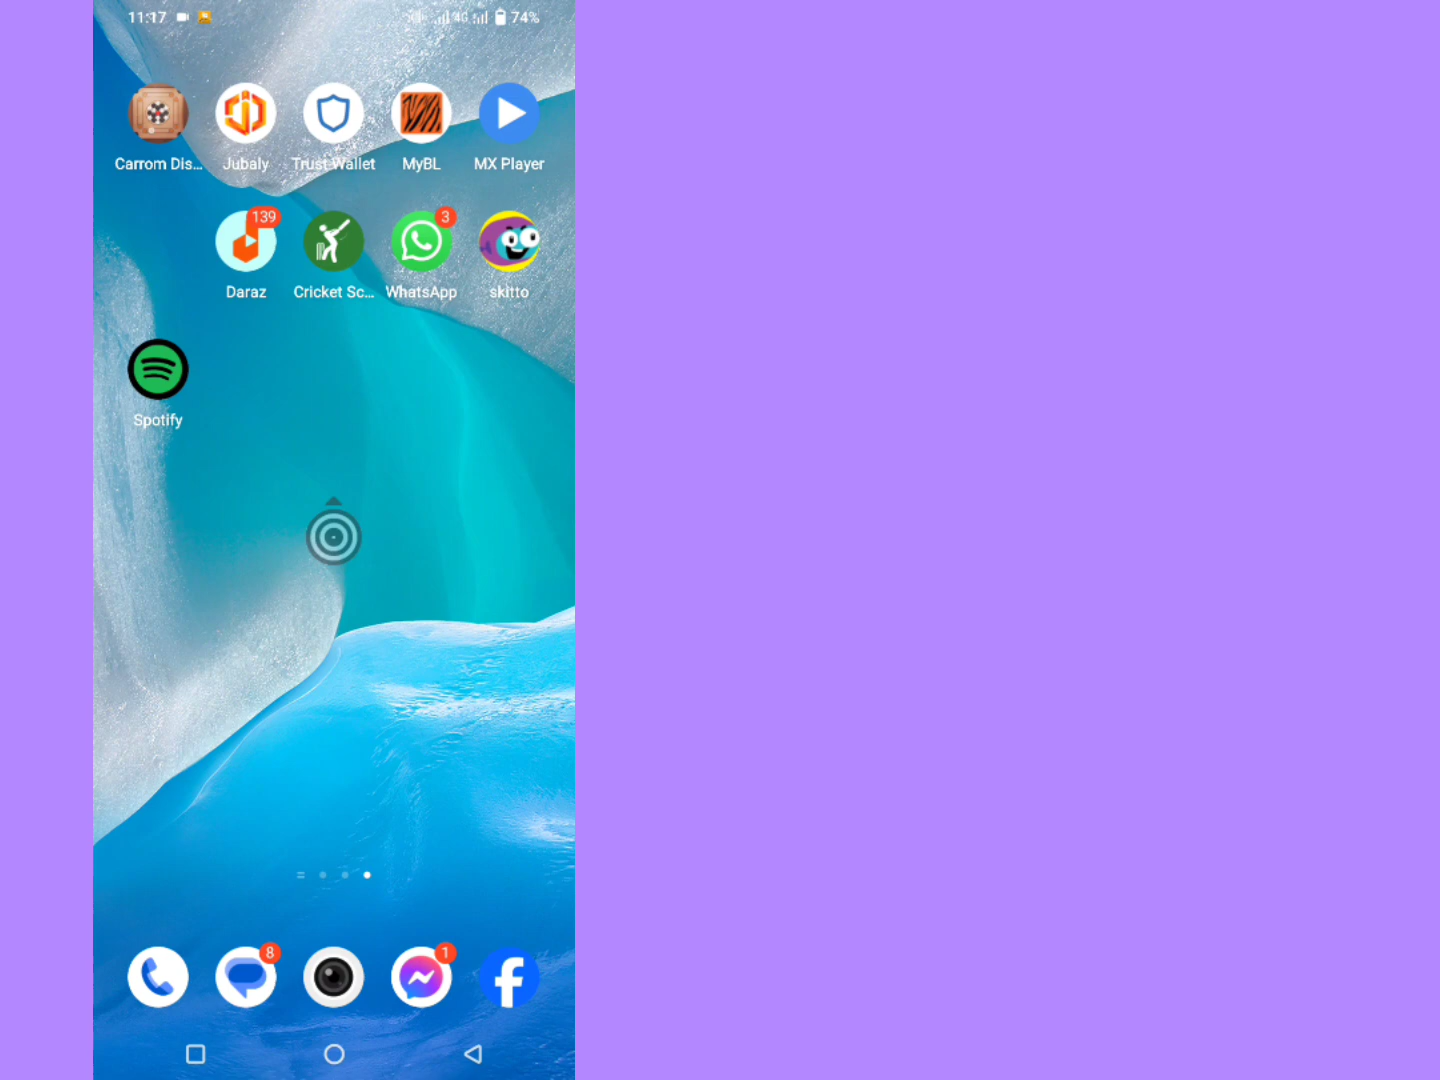 11:17 4G 74%
Carrom Dis... Jubaly Trust Wallet MyBL MX Player
139 3
Daraz Cricket Sc... WhatsApp skitto
Spotify
8 1